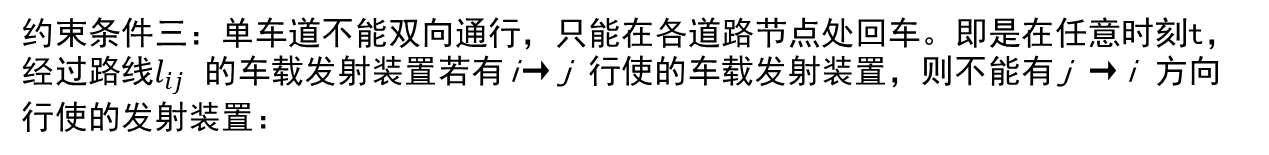 约束条件三：单车道不能双向通行，只能在各道路节点处回车。即是在任意时刻t，
经过路线l_{ij} 的车载发射装置若有 i→ j 行使的车载发射装置，则不能有 j → i 方向
行使的发射装置：